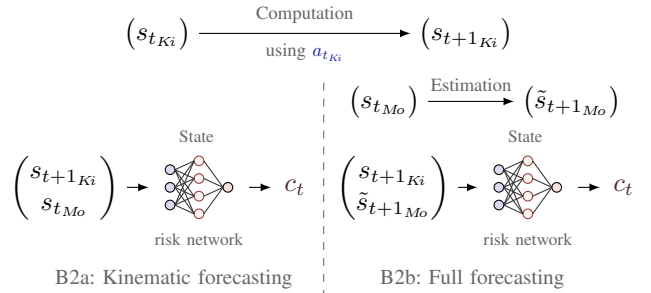 Computation
(s_{t_{Ki}}) (s_{t+1_{Ki}})
using a_{t_{Ki}}
Estimation
(s_{t_{Mo}}) (s̃_{t+1_{Mo}})
State State
s_{t+1_{Ki}} s_{t+1_{Ki}}
c_t c_t
s_{t_{Mo}} s̃_{t+1_{Mo}}
risk network risk network
B2a: Kinematic forecasting B2b: Full forecasting